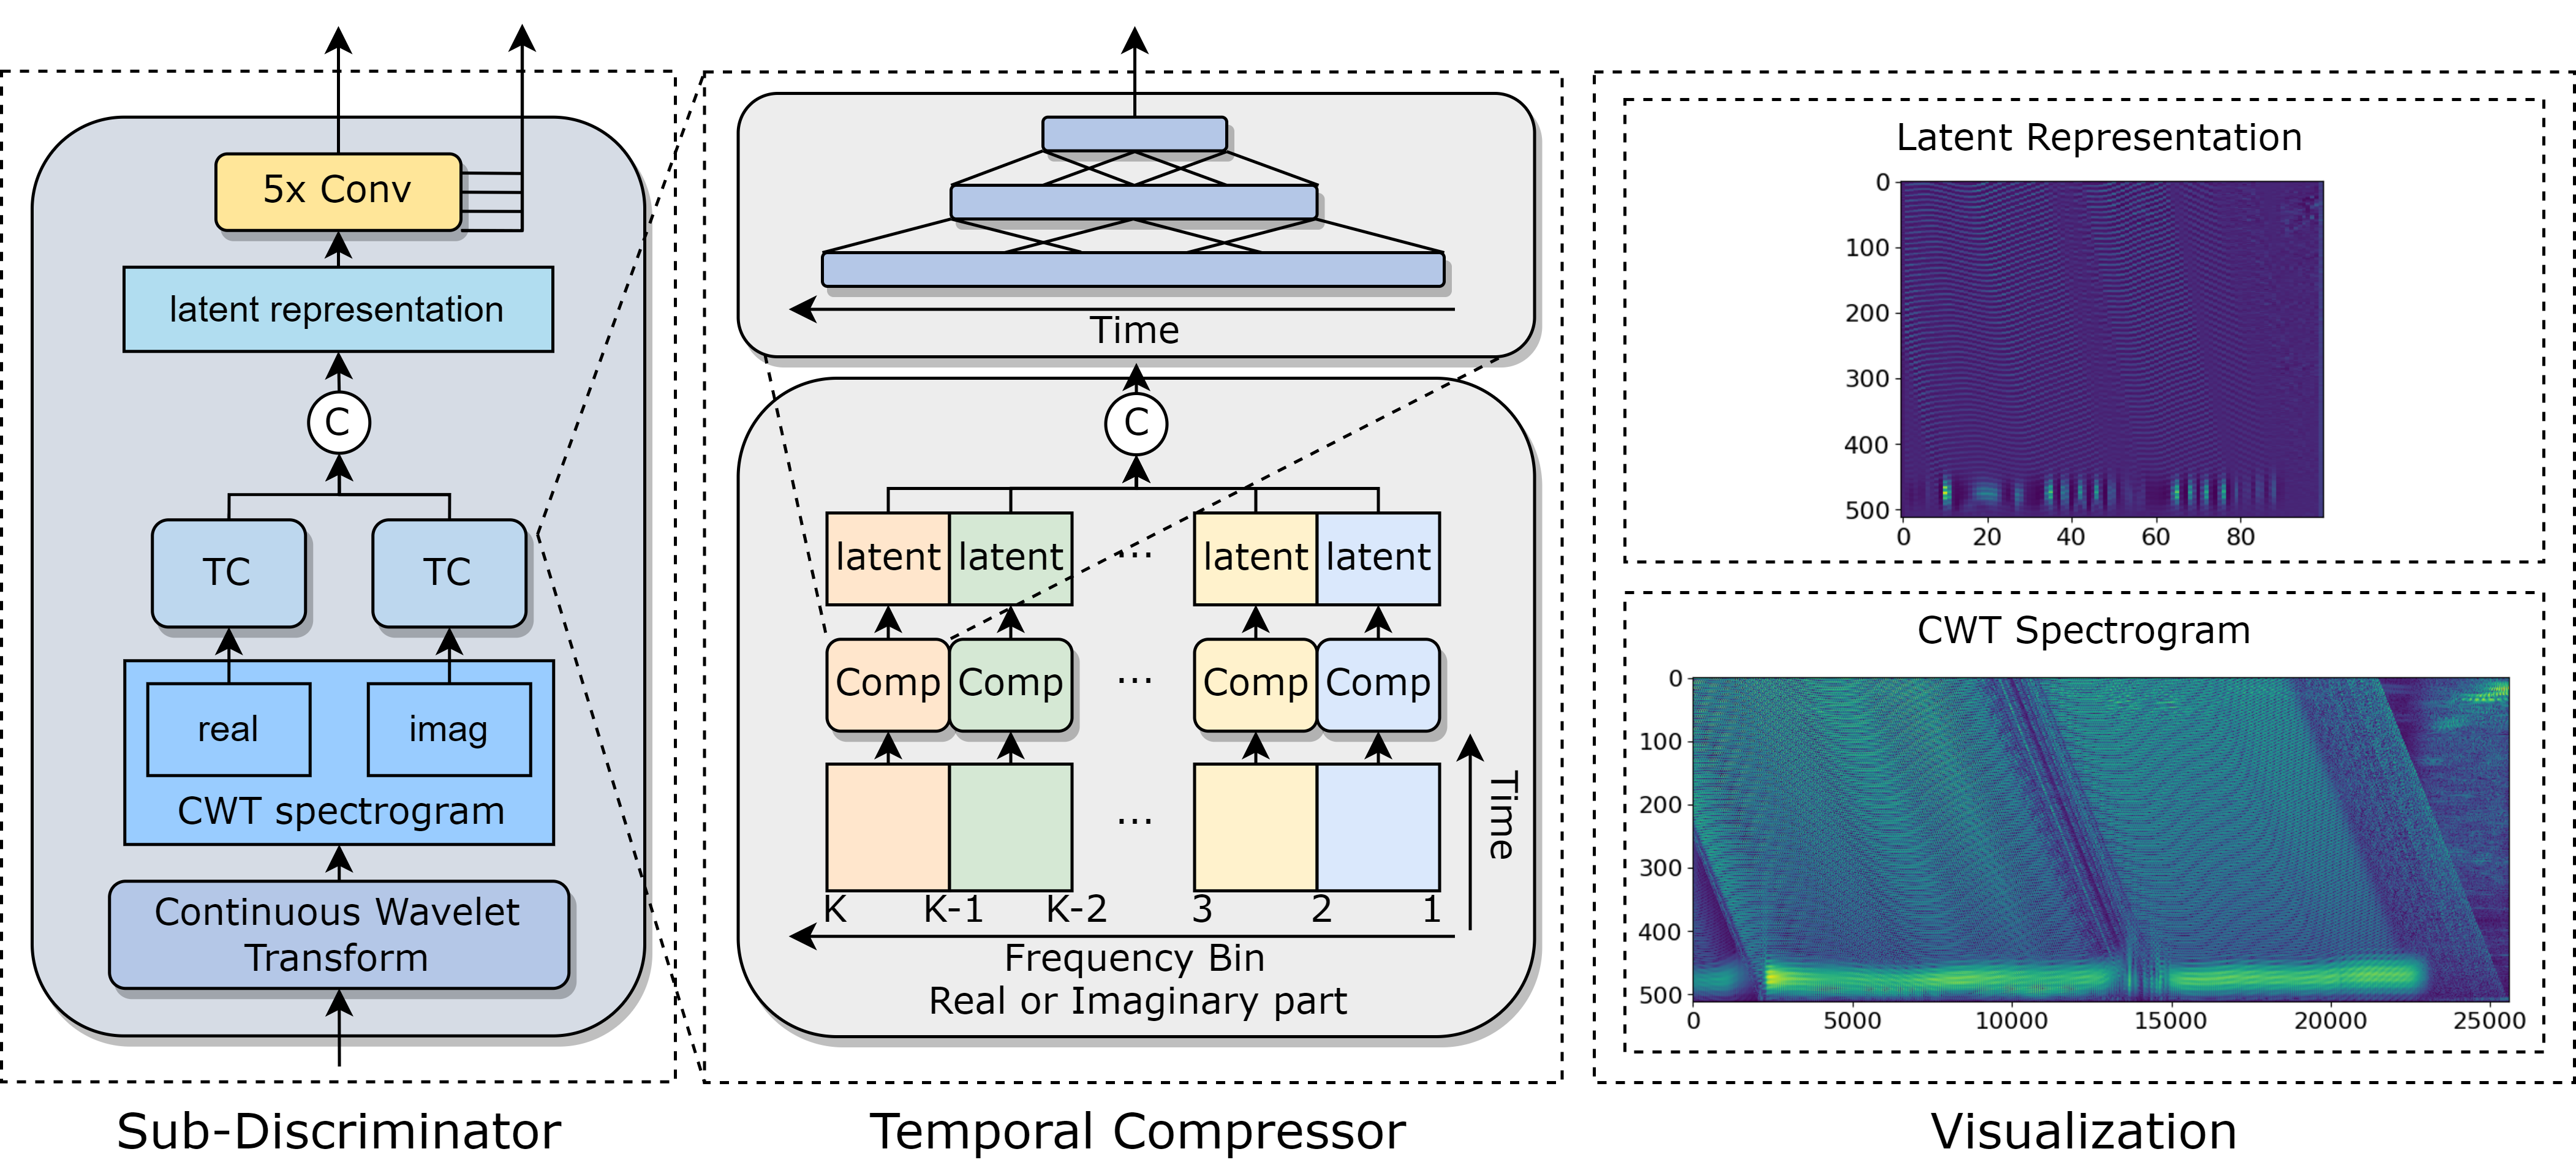 5x Conv
latent representation
C
TC TC
real imag
CWT spectrogram
Continuous Wavelet
Transform
Sub-Discriminator
Time
C
latent latent ... latent latent
Comp Comp ... Comp Comp
...
Time
K K-1 K-2 3 2 1
Frequency Bin
Real or Imaginary part
Temporal Compressor
Latent Representation
0
100
200
300
400
500
0 20 40 60 80
CWT Spectrogram
0
100
200
300
400
500
0 5000 10000 15000 20000 25000
Visualization